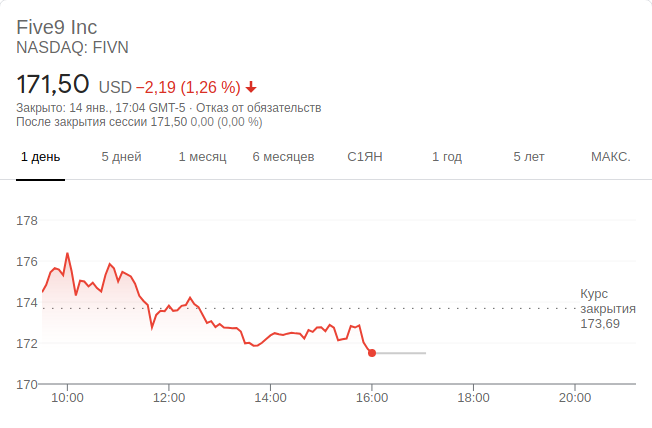 Five9 Inc
NASDAQ: FIVN
171,50 USD −2,19 (1,26 %)
Закрыто: 14 янв., 17:04 GMT-5 · Отказ от обязательств
После закрытия сессии 171,50 0,00 (0,00 %)
1 день 5 дней 1 месяц 6 месяцев С1ЯН 1 год 5 лет МАКС.
178
176
174
172
170
Курс
закрытия
173,69
10:00 12:00 14:00 16:00 18:00 20:00